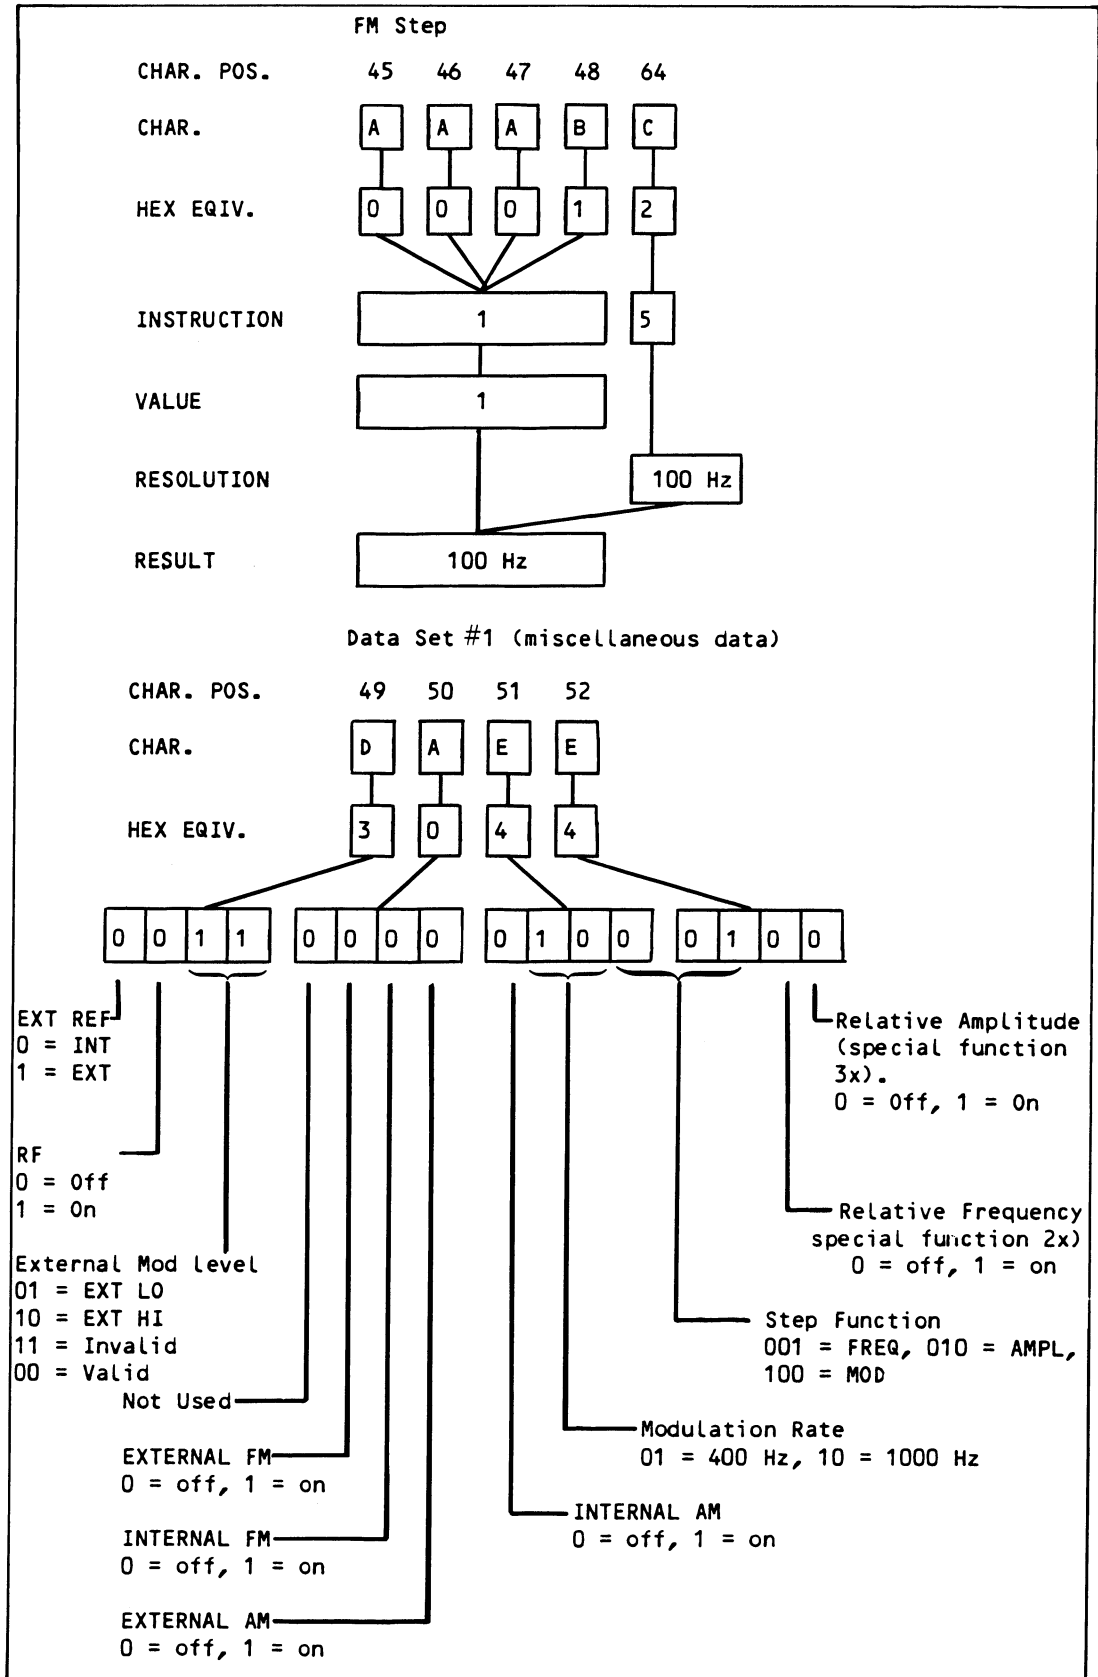 FM Step
CHAR. POS. 45 46 47 48 64
CHAR. A A A B C
HEX EQIV. 0 0 0 1 2
INSTRUCTION 1 5
VALUE 1
RESOLUTION 100 Hz
RESULT 100 Hz
Data Set #1 (miscellaneous data)
CHAR. POS. 49 50 51 52
CHAR. D A E E
HEX EQIV. 3 0 4 4
0 0 1 1 0 0 0 0 0 1 0 0 0 1 0 0
EXT REF
0 = INT
1 = EXT
Relative Amplitude
(special function
3x).
0 = Off, 1 = On
RF
0 = Off
1 = On
Relative Frequency
special function 2x)
0 = off, 1 = on
External Mod Level
01 = EXT LO
10 = EXT HI
11 = Invalid
00 = Valid
Step Function
001 = FREQ, 010 = AMPL,
100 = MOD
Not Used
Modulation Rate
01 = 400 Hz, 10 = 1000 Hz
EXTERNAL FM
0 = off, 1 = on
INTERNAL AM
0 = off, 1 = on
INTERNAL FM
0 = off, 1 = on
EXTERNAL AM
0 = off, 1 = on